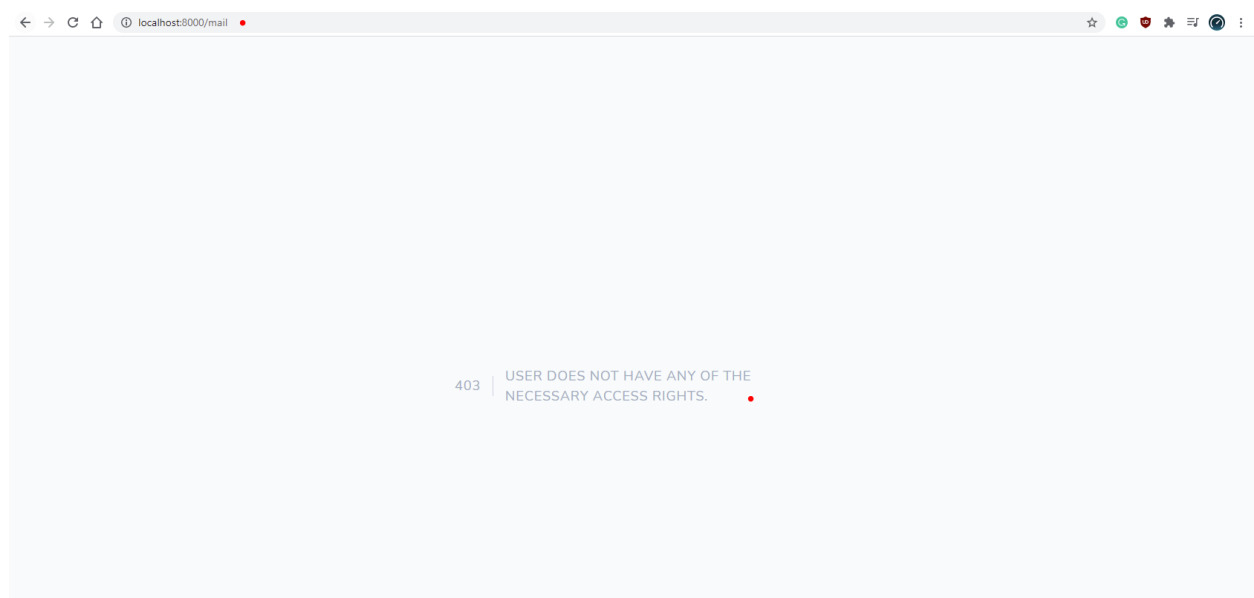 localhost:8000/mail
403
USER DOES NOT HAVE ANY OF THE
NECESSARY ACCESS RIGHTS.